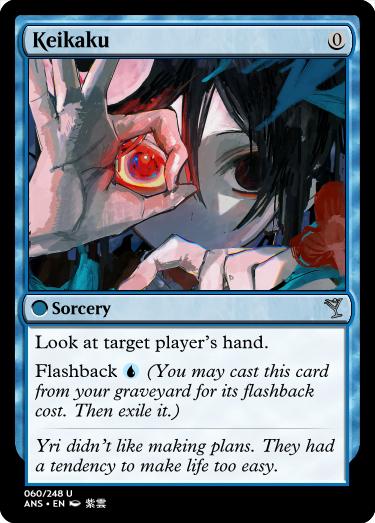 Keikaku 0
Sorcery
Look at target player's hand.
Flashback (You may cast this card
from your graveyard for its flashback
cost. Then exile it.)
Yri didn't like making plans. They had
a tendency to make life too easy.
060/248 U
ANS • EN 紫雲